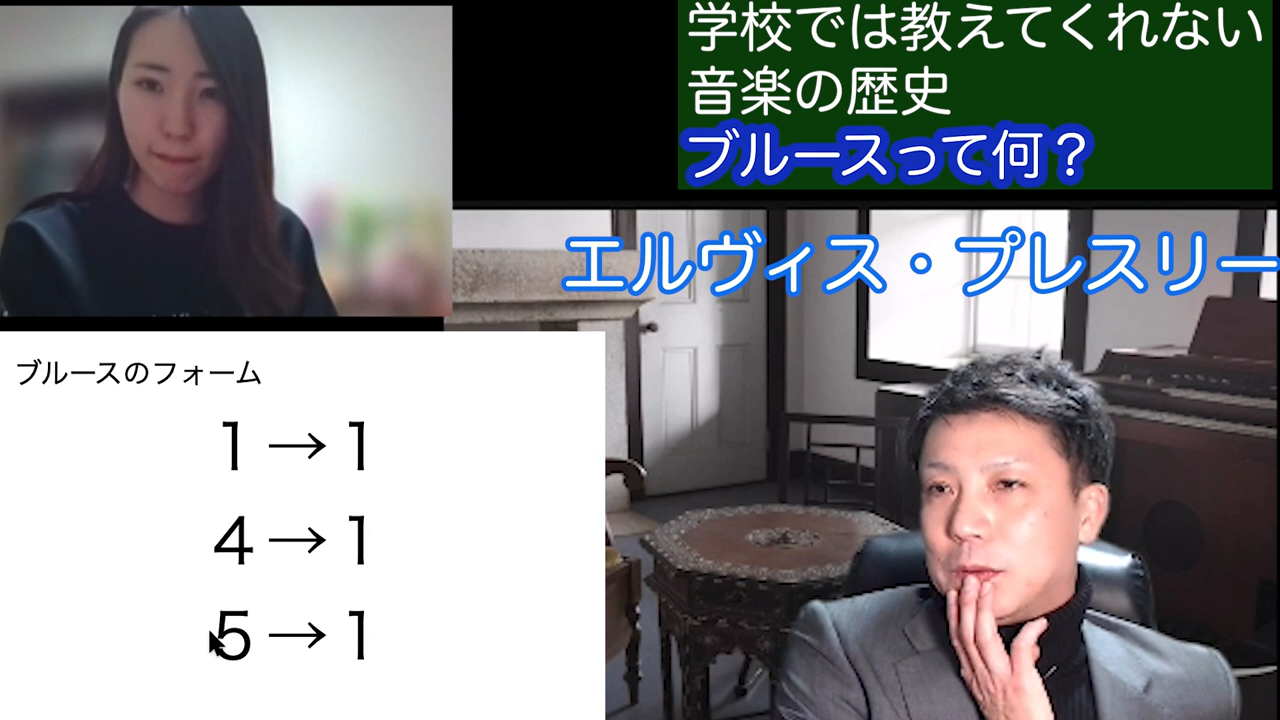 学校では教えてくれない
音楽の歴史
ブルースって何？
エルヴィス・プレスリー
ブルースのフォーム
1→1
4→1
5→1